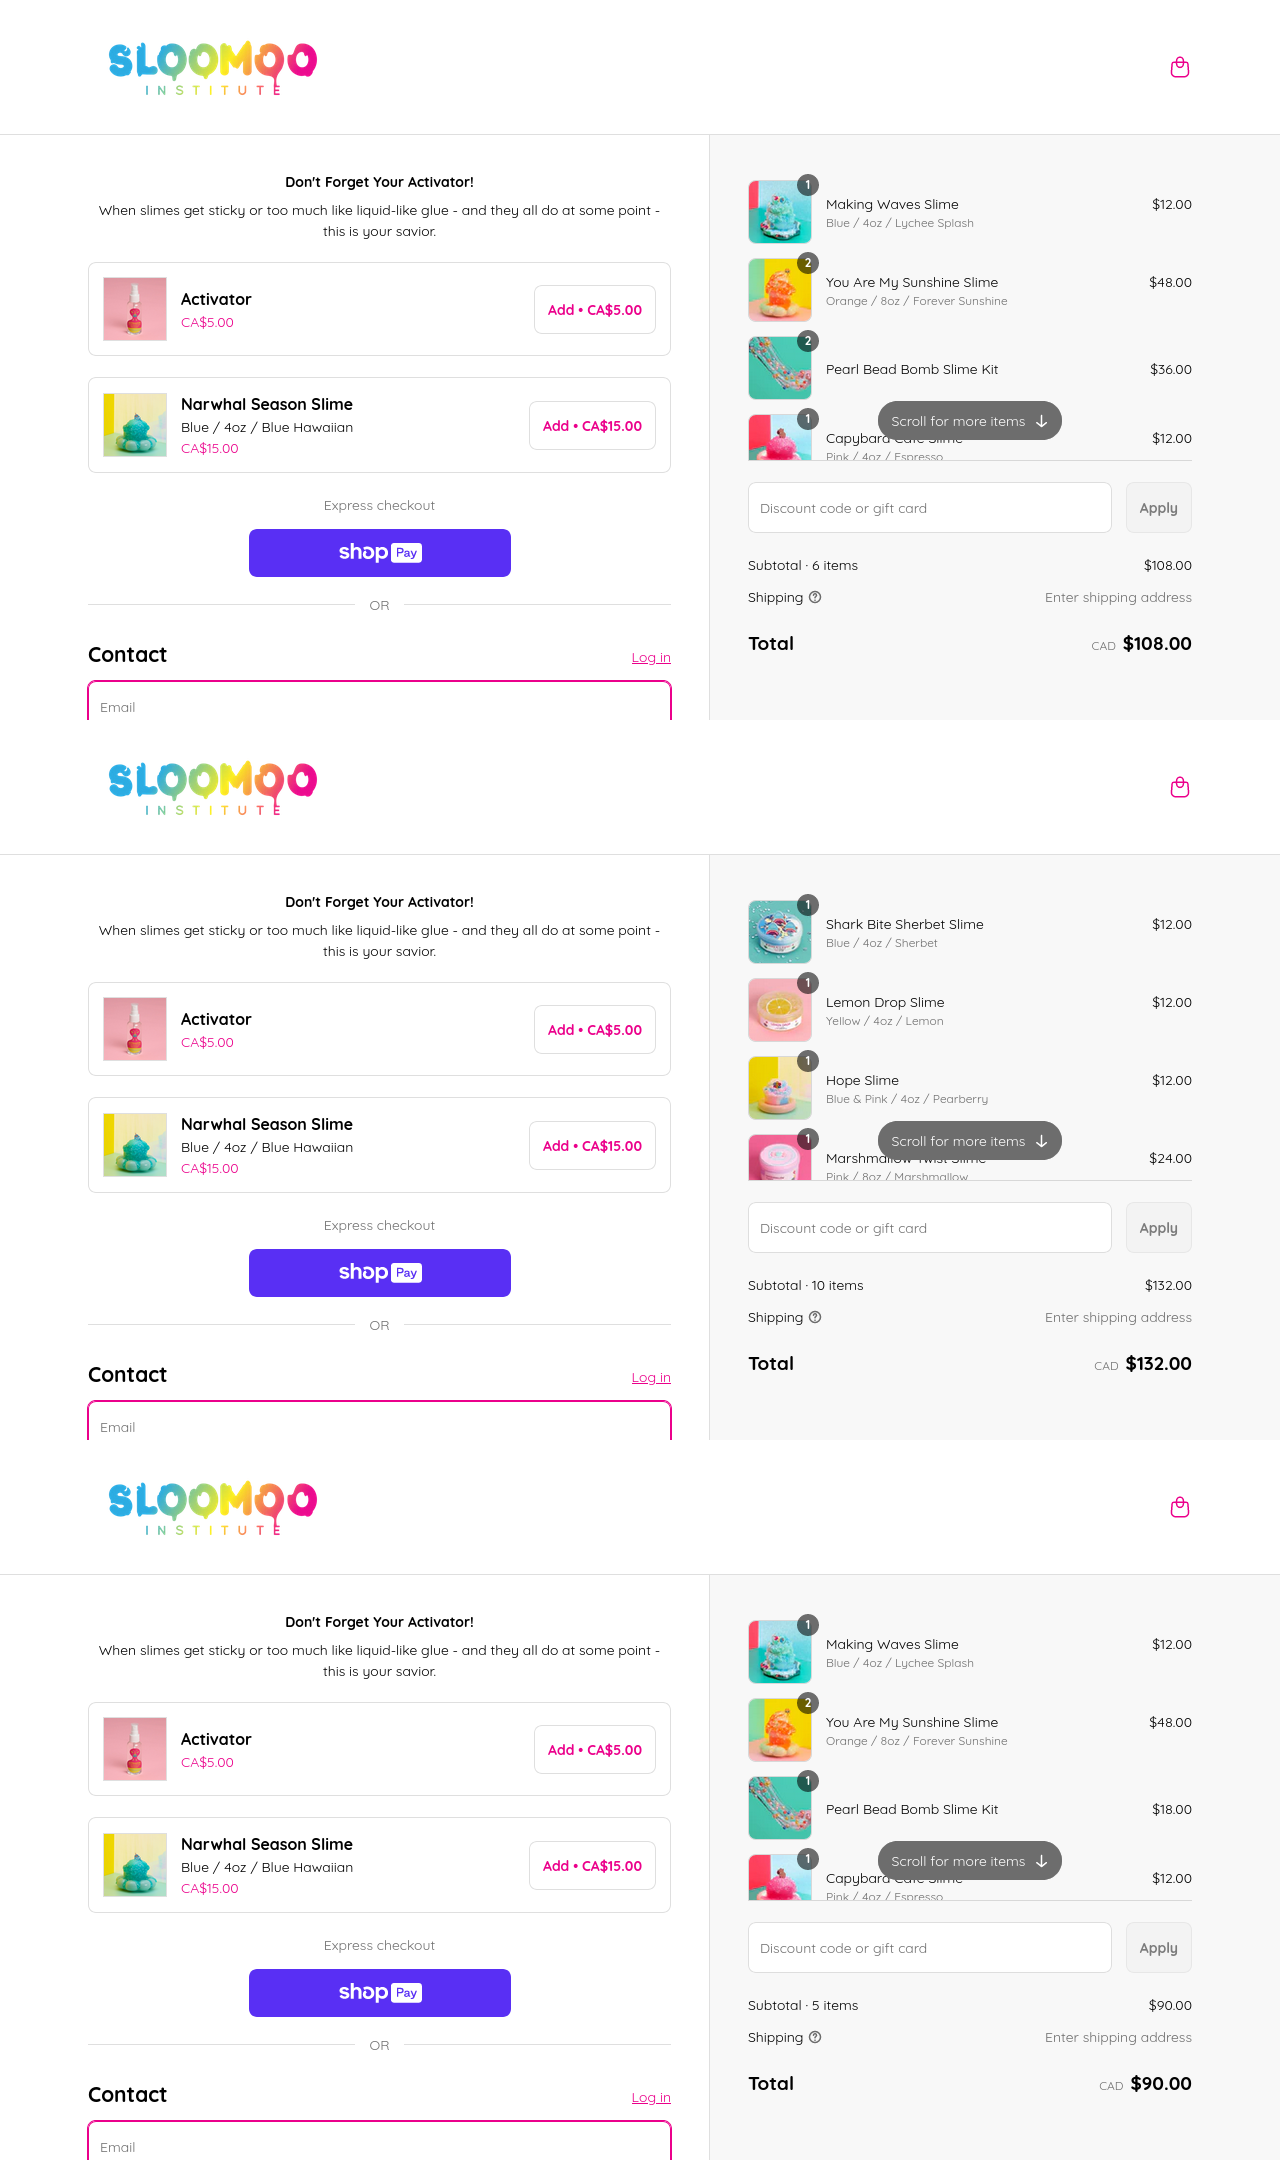 SLOOMOO
INSTITUTE
Don't Forget Your Activator!
When slimes get sticky or too much like liquid-like glue - and they all do at some point -
this is your savior.
Activator
CA$5.00
Add • CA$5.00
Narwhal Season Slime
Blue / 4oz / Blue Hawaiian
CA$15.00
Add • CA$15.00
Express checkout
shop Pay
OR
Contact
Log in
Email
1
Making Waves Slime
Blue / 4oz / Lychee Splash
$12.00
2
You Are My Sunshine Slime
Orange / 8oz / Forever Sunshine
$48.00
2
Pearl Bead Bomb Slime Kit
$36.00
Scroll for more items
1
Capybara Cafe Slime
Pink / 4oz / Espresso
$12.00
Discount code or gift card
Apply
Subtotal · 6 items
$108.00
Shipping
Enter shipping address
Total
CAD $108.00
SLOOMOO
INSTITUTE
Don't Forget Your Activator!
When slimes get sticky or too much like liquid-like glue - and they all do at some point -
this is your savior.
Activator
CA$5.00
Add • CA$5.00
Narwhal Season Slime
Blue / 4oz / Blue Hawaiian
CA$15.00
Add • CA$15.00
Express checkout
shop Pay
OR
Contact
Log in
Email
1
Shark Bite Sherbet Slime
Blue / 4oz / Sherbet
$12.00
1
Lemon Drop Slime
Yellow / 4oz / Lemon
$12.00
1
Hope Slime
Blue & Pink / 4oz / Pearberry
$12.00
Scroll for more items
1
Marshmallow Twist Slime
Pink / 8oz / Marshmallow
$24.00
Discount code or gift card
Apply
Subtotal · 10 items
$132.00
Shipping
Enter shipping address
Total
CAD $132.00
SLOOMOO
INSTITUTE
Don't Forget Your Activator!
When slimes get sticky or too much like liquid-like glue - and they all do at some point -
this is your savior.
Activator
CA$5.00
Add • CA$5.00
Narwhal Season Slime
Blue / 4oz / Blue Hawaiian
CA$15.00
Add • CA$15.00
Express checkout
shop Pay
OR
Contact
Log in
Email
1
Making Waves Slime
Blue / 4oz / Lychee Splash
$12.00
2
You Are My Sunshine Slime
Orange / 8oz / Forever Sunshine
$48.00
1
Pearl Bead Bomb Slime Kit
$18.00
Scroll for more items
1
Capybara Cafe Slime
Pink / 4oz / Espresso
$12.00
Discount code or gift card
Apply
Subtotal · 5 items
$90.00
Shipping
Enter shipping address
Total
CAD $90.00